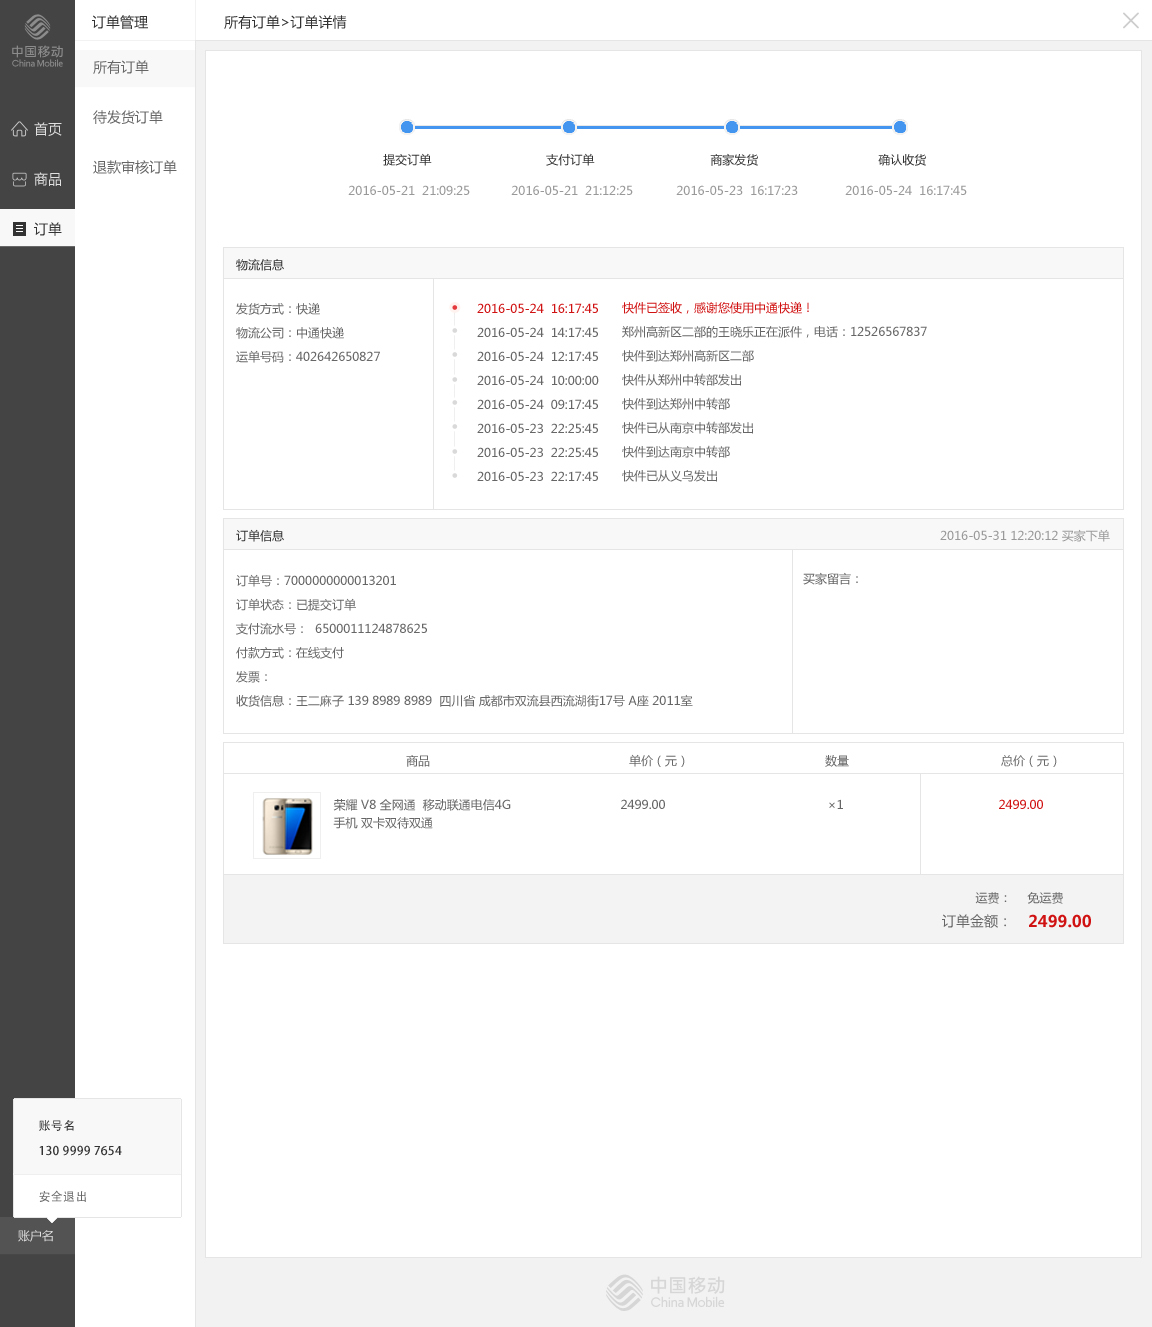 中国移动
China Mobile
首页
商品
订单
订单管理
所有订单
待发货订单
退款审核订单
所有订单>订单详情
提交订单 支付订单 商家发货 确认收货
2016-05-21 21:09:25 2016-05-21 21:12:25 2016-05-23 16:17:23 2016-05-24 16:17:45
物流信息
发货方式：快递
物流公司：中通快递
运单号码：402642650827
2016-05-24 16:17:45 快件已签收，感谢您使用中通快递！
2016-05-24 14:17:45 郑州高新区二部的王晓乐正在派件，电话：12526567837
2016-05-24 12:17:45 快件到达郑州高新区二部
2016-05-24 10:00:00 快件从郑州中转部发出
2016-05-24 09:17:45 快件到达郑州中转部
2016-05-23 22:25:45 快件已从南京中转部发出
2016-05-23 22:25:45 快件到达南京中转部
2016-05-23 22:17:45 快件已从义乌发出
订单信息 2016-05-31 12:20:12 买家下单
订单号：7000000000013201
订单状态：已提交订单
支付流水号： 6500011124878625
付款方式：在线支付
发票：
收货信息：王二麻子 139 8989 8989 四川省 成都市双流县西流湖街17号 A座 2011室
买家留言：
商品 单价（元） 数量 总价（元）
荣耀 V8 全网通 移动联通电信4G 2499.00 ×1 2499.00
手机 双卡双待双通
运费： 免运费
订单金额： 2499.00
账号名
130 9999 7654
安全退出
账户名
中国移动
China Mobile